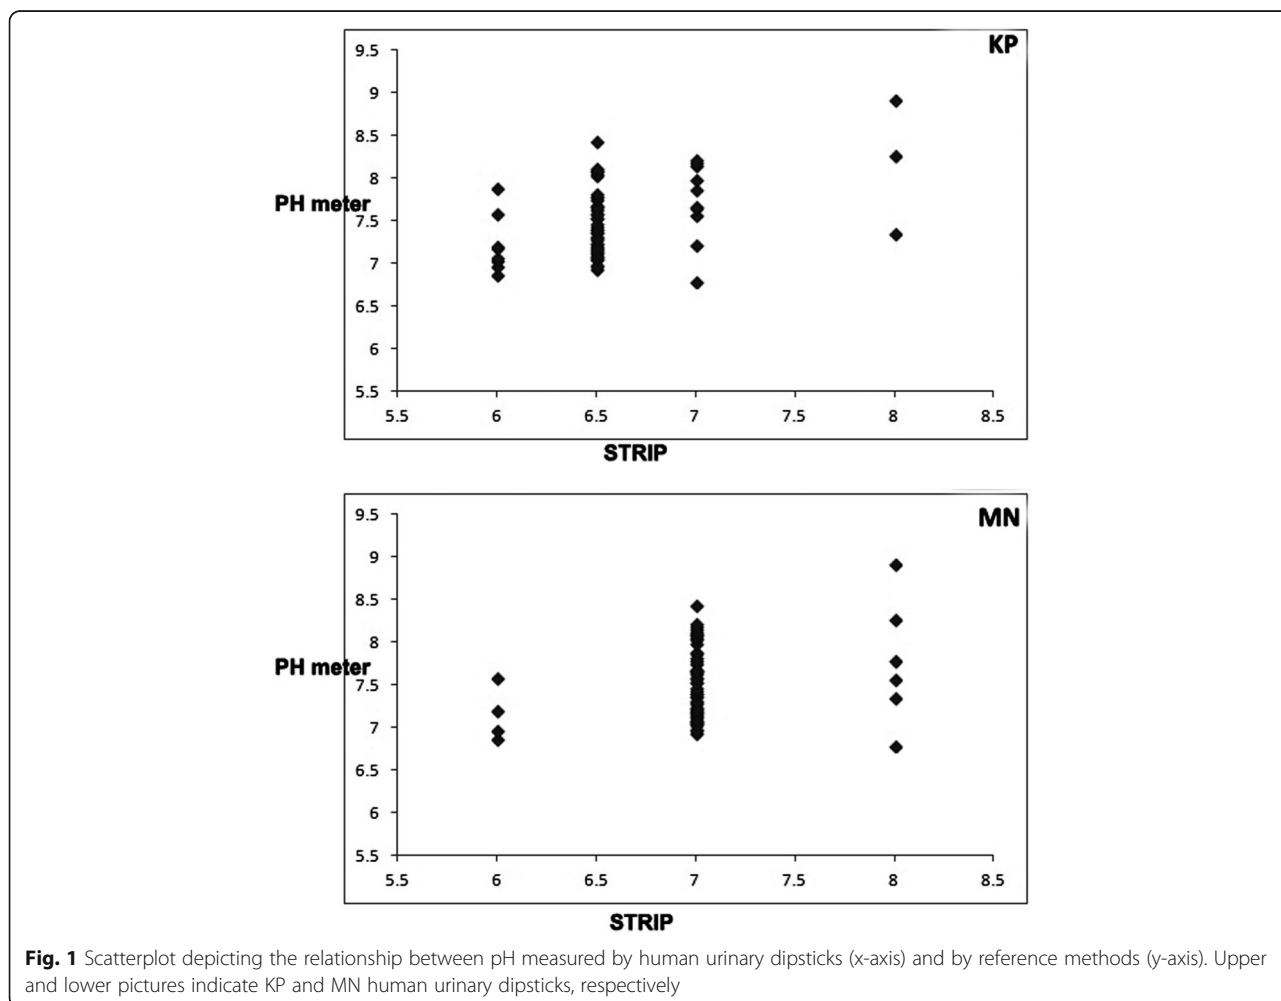 KP
9.5
9
8.5
8
PH meter
7.5
7
6.5
6
5.5
5.5 6 6.5 7 7.5 8 8.5
STRIP
MN
9.5
9
8.5
8
PH meter
7.5
7
6.5
6
5.5
5.5 6 6.5 7 7.5 8 8.5
STRIP
Fig. 1 Scatterplot depicting the relationship between pH measured by human urinary dipsticks (x-axis) and by reference methods (y-axis). Upper
and lower pictures indicate KP and MN human urinary dipsticks, respectively